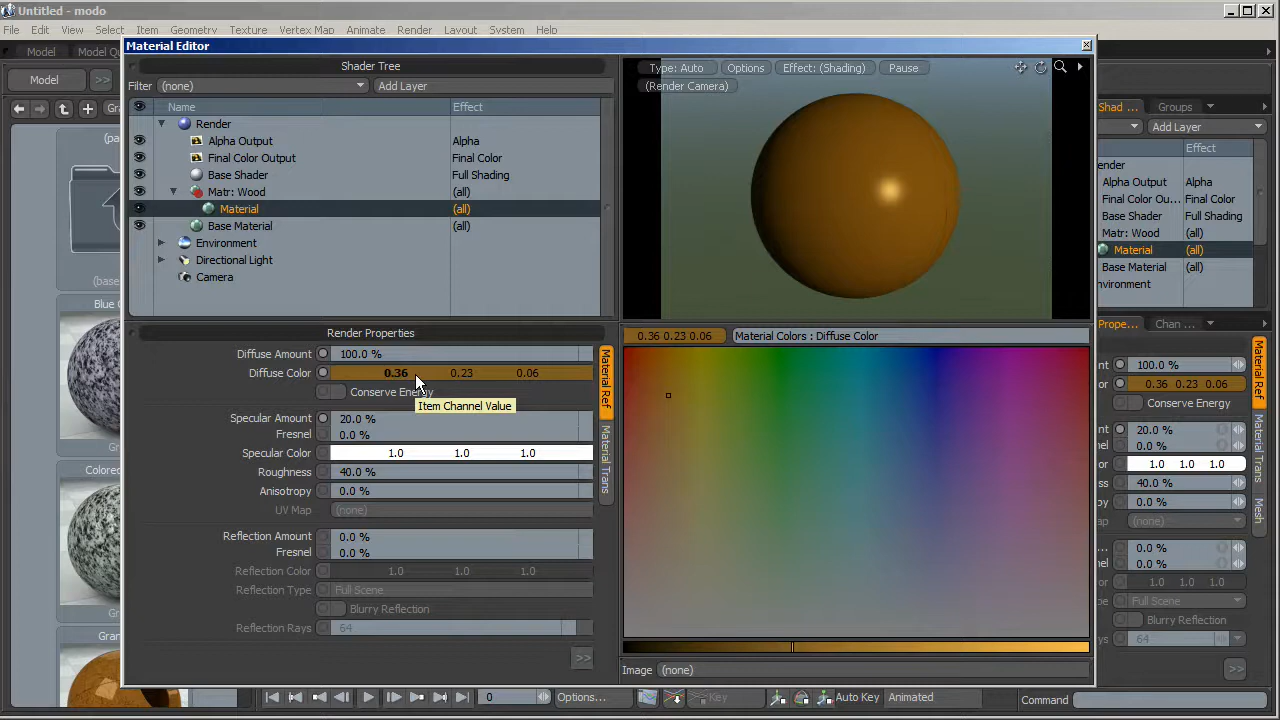 Untitled - modo
File Edit View Select Item Geometry Texture Vertex Map Animate Render Layout System Help
Model
Model
>>
Blue
Colored
Gran
Material Editor
Shader Tree
Filter (none) Add Layer
Name Effect
Render
Alpha Output Alpha
Final Color Output Final Color
Base Shader Full Shading
Matr: Wood (all)
Material (all)
Base Material (all)
Environment
Directional Light
Camera
Type: Auto Options Effect: (Shading) Pause
(Render Camera)
Render Properties
Diffuse Amount 100.0 %
Diffuse Color 0.36 0.23 0.06
Conserve Energy
Item Channel Value
Specular Amount 20.0 %
Fresnel 0.0 %
Specular Color 1.0 1.0 1.0
Roughness 40.0 %
Anisotropy 0.0 %
UV Map (none)
Reflection Amount 0.0 %
Fresnel 0.0 %
Reflection Color 1.0 1.0 1.0
Reflection Type Full Scene
Blurry Reflection
Reflection Rays 64
>>
Material Ref
Material Trans
0.36 0.23 0.06 Material Colors : Diffuse Color
Image (none)
Shad ... Groups
Add Layer
Effect
Alpha Output Alpha
Final Color Ou... Final Color
Base Shader Full Shading
Matr: Wood (all)
Material (all)
Base Material (all)
Prope... Chan ...
100.0 %
0.36 0.23 0.06
Conserve Energy
20.0 %
0.0 %
1.0 1.0 1.0
40.0 %
0.0 %
(none)
0.0 %
0.0 %
1.0 1.0 1.0
Full Scene
Blurry Reflection
64
>>
Material Ref
Material Trans
Mesh
0 Options... Key Auto Key Animated Command